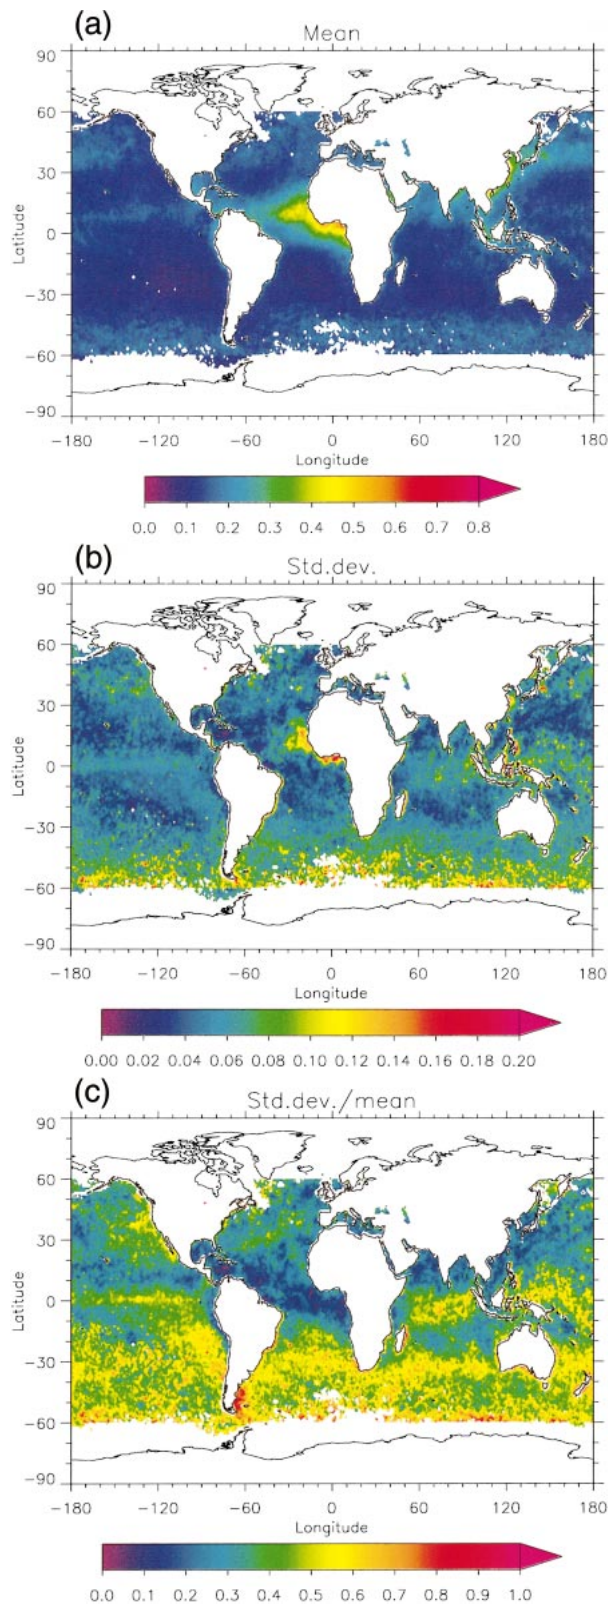 (a)
Mean
90
60
30
0
−30
−60
−90
Latitude
−180 −120 −60 0 60 120 180
Longitude
0.0 0.1 0.2 0.3 0.4 0.5 0.6 0.7 0.8
(b)
Std.dev.
90
60
30
0
−30
−60
−90
Latitude
−180 −120 −60 0 60 120 180
Longitude
0.00 0.02 0.04 0.06 0.08 0.10 0.12 0.14 0.16 0.18 0.20
(c)
Std.dev./mean
90
60
30
0
−30
−60
−90
Latitude
−180 −120 −60 0 60 120 180
Longitude
0.0 0.1 0.2 0.3 0.4 0.5 0.6 0.7 0.8 0.9 1.0